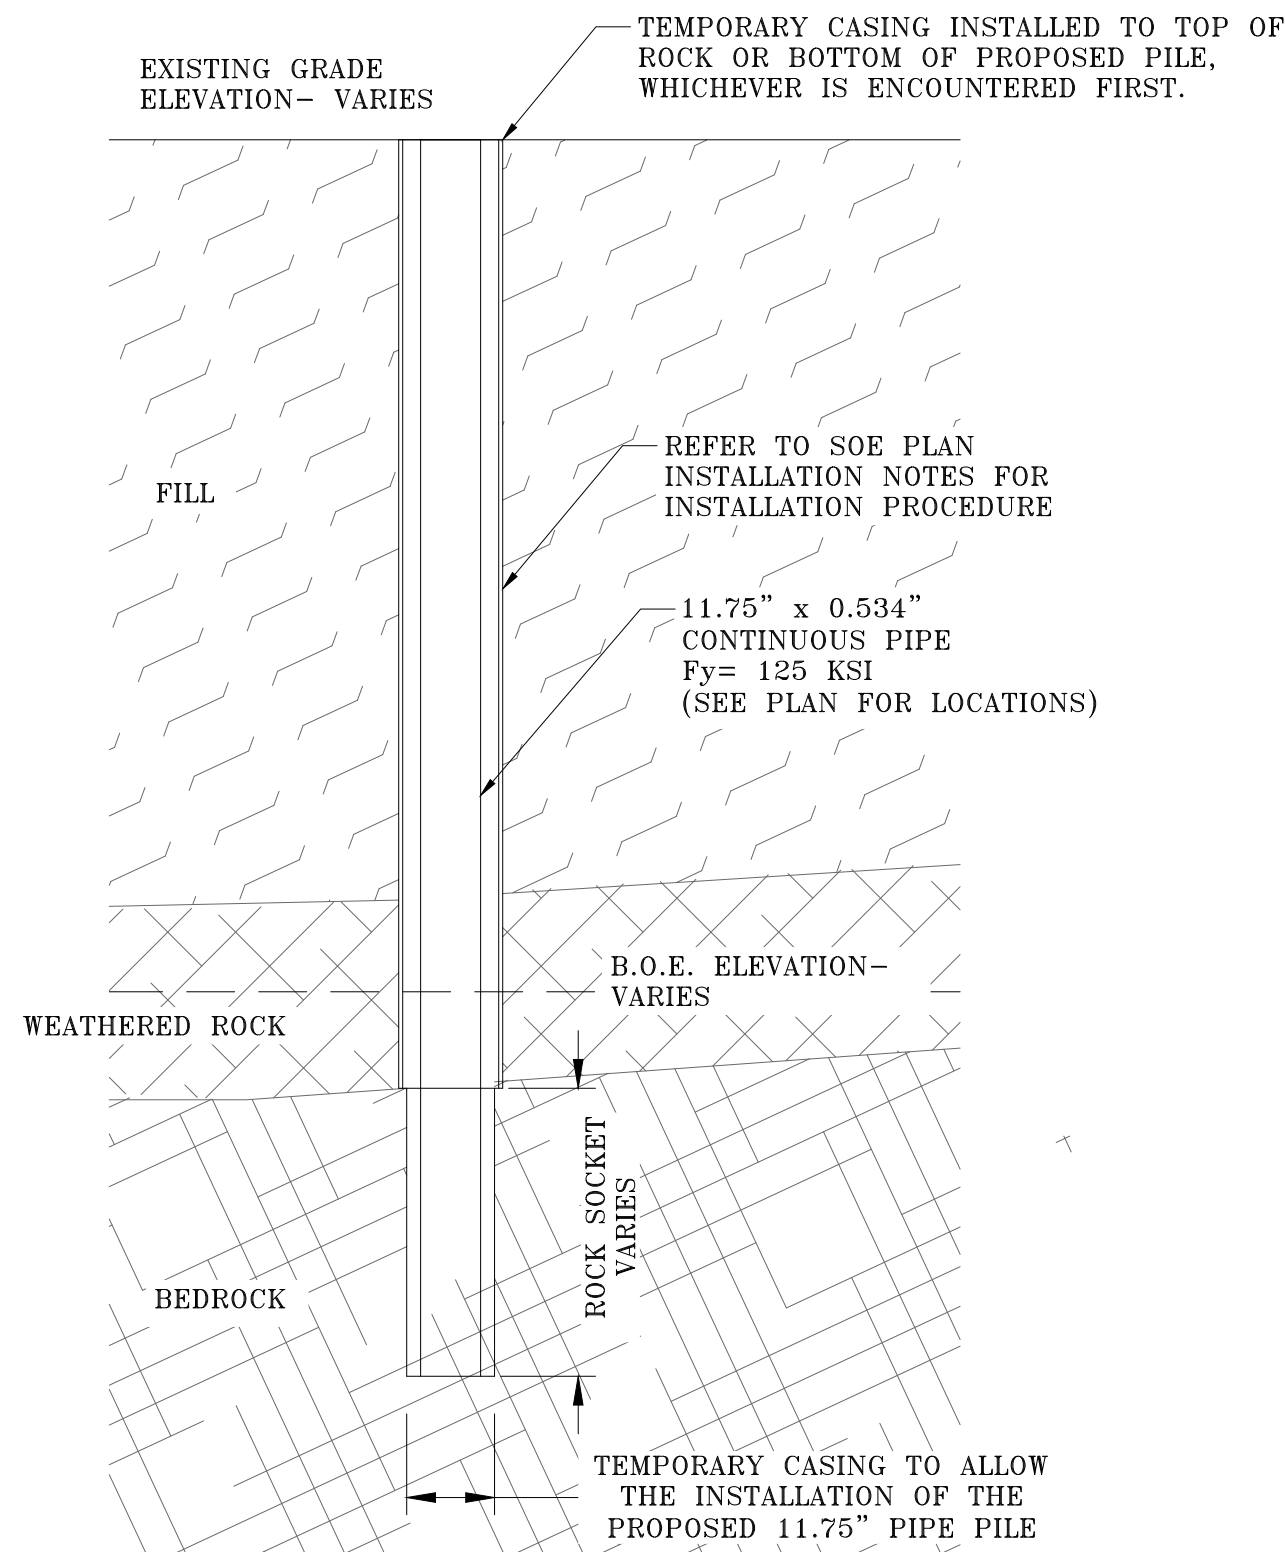 TEMPORARY CASING INSTALLED TO TOP OF
ROCK OR BOTTOM OF PROPOSED PILE,
WHICHEVER IS ENCOUNTERED FIRST.
EXISTING GRADE
ELEVATION- VARIES
REFER TO SOE PLAN
INSTALLATION NOTES FOR
INSTALLATION PROCEDURE
FILL
11.75" x 0.534"
CONTINUOUS PIPE
Fy= 125 KSI
(SEE PLAN FOR LOCATIONS)
B.O.E. ELEVATION-
VARIES
WEATHERED ROCK
ROCK SOCKET
VARIES
BEDROCK
TEMPORARY CASING TO ALLOW
THE INSTALLATION OF THE
PROPOSED 11.75" PIPE PILE